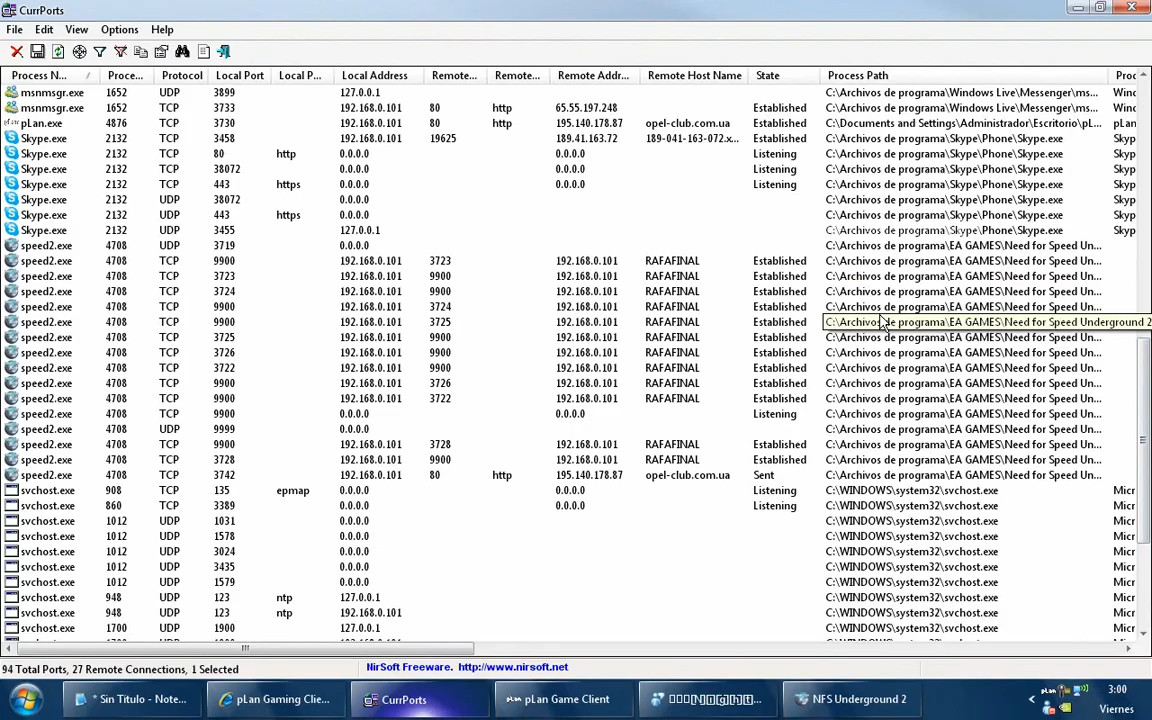 CurrPorts
File Edit View Options Help
Process N... Proce... Protocol Local Port Local P... Local Address Remote... Remote... Remote Addr... Remote Host Name State Process Path Proc
msnmsgr.exe 1652 UDP 3899 127.0.0.1 C:\Archivos de programa\Windows Live\Messenger\ms... Wind
msnmsgr.exe 1652 TCP 3733 192.168.0.101 80 http 65.55.197.248 Established C:\Archivos de programa\Windows Live\Messenger\ms... Wind
pLan.exe 4876 TCP 3730 192.168.0.101 80 http 195.140.178.87 opel-club.com.ua Established C:\Documents and Settings\Administrador\Escritorio\pL... pLan
Skype.exe 2132 TCP 3458 192.168.0.101 19625 189.41.163.72 189-041-163-072.x... Established C:\Archivos de programa\Skype\Phone\Skype.exe Skyp
Skype.exe 2132 TCP 80 http 0.0.0.0 0.0.0.0 Listening C:\Archivos de programa\Skype\Phone\Skype.exe Skyp
Skype.exe 2132 TCP 38072 0.0.0.0 0.0.0.0 Listening C:\Archivos de programa\Skype\Phone\Skype.exe Skyp
Skype.exe 2132 TCP 443 https 0.0.0.0 0.0.0.0 Listening C:\Archivos de programa\Skype\Phone\Skype.exe Skyp
Skype.exe 2132 UDP 38072 0.0.0.0 C:\Archivos de programa\Skype\Phone\Skype.exe Skyp
Skype.exe 2132 UDP 443 https 0.0.0.0 C:\Archivos de programa\Skype\Phone\Skype.exe Skyp
Skype.exe 2132 UDP 3455 127.0.0.1 C:\Archivos de programa\Skype\Phone\Skype.exe Skyp
speed2.exe 4708 UDP 3719 0.0.0.0 C:\Archivos de programa\EA GAMES\Need for Speed Un...
speed2.exe 4708 TCP 9900 192.168.0.101 3723 192.168.0.101 RAFAFINAL Established C:\Archivos de programa\EA GAMES\Need for Speed Un...
speed2.exe 4708 TCP 3723 192.168.0.101 9900 192.168.0.101 RAFAFINAL Established C:\Archivos de programa\EA GAMES\Need for Speed Un...
speed2.exe 4708 TCP 3724 192.168.0.101 9900 192.168.0.101 RAFAFINAL Established C:\Archivos de programa\EA GAMES\Need for Speed Un...
speed2.exe 4708 TCP 9900 192.168.0.101 3724 192.168.0.101 RAFAFINAL Established C:\Archivos de programa\EA GAMES\Need for Speed Un...
speed2.exe 4708 TCP 9900 192.168.0.101 3725 192.168.0.101 RAFAFINAL Established C:\Archivos de programa\EA GAMES\Need for Speed Underground 2
speed2.exe 4708 TCP 3725 192.168.0.101 9900 192.168.0.101 RAFAFINAL Established C:\Archivos de programa\EA GAMES\Need for Speed Un...
speed2.exe 4708 TCP 3726 192.168.0.101 9900 192.168.0.101 RAFAFINAL Established C:\Archivos de programa\EA GAMES\Need for Speed Un...
speed2.exe 4708 TCP 3722 192.168.0.101 9900 192.168.0.101 RAFAFINAL Established C:\Archivos de programa\EA GAMES\Need for Speed Un...
speed2.exe 4708 TCP 9900 192.168.0.101 3726 192.168.0.101 RAFAFINAL Established C:\Archivos de programa\EA GAMES\Need for Speed Un...
speed2.exe 4708 TCP 9900 192.168.0.101 3722 192.168.0.101 RAFAFINAL Established C:\Archivos de programa\EA GAMES\Need for Speed Un...
speed2.exe 4708 TCP 9900 0.0.0.0 0.0.0.0 Listening C:\Archivos de programa\EA GAMES\Need for Speed Un...
speed2.exe 4708 UDP 9999 0.0.0.0 C:\Archivos de programa\EA GAMES\Need for Speed Un...
speed2.exe 4708 TCP 9900 192.168.0.101 3728 192.168.0.101 RAFAFINAL Established C:\Archivos de programa\EA GAMES\Need for Speed Un...
speed2.exe 4708 TCP 3728 192.168.0.101 9900 192.168.0.101 RAFAFINAL Established C:\Archivos de programa\EA GAMES\Need for Speed Un...
speed2.exe 4708 TCP 3742 192.168.0.101 80 http 195.140.178.87 opel-club.com.ua Sent C:\Archivos de programa\EA GAMES\Need for Speed Un...
svchost.exe 908 TCP 135 epmap 0.0.0.0 0.0.0.0 Listening C:\WINDOWS\system32\svchost.exe Micr
svchost.exe 860 TCP 3389 0.0.0.0 0.0.0.0 Listening C:\WINDOWS\system32\svchost.exe Micr
svchost.exe 1012 UDP 1031 0.0.0.0 C:\WINDOWS\system32\svchost.exe Micr
svchost.exe 1012 UDP 1578 0.0.0.0 C:\WINDOWS\system32\svchost.exe Micr
svchost.exe 1012 UDP 3024 0.0.0.0 C:\WINDOWS\system32\svchost.exe Micr
svchost.exe 1012 UDP 3435 0.0.0.0 C:\WINDOWS\system32\svchost.exe Micr
svchost.exe 1012 UDP 1579 0.0.0.0 C:\WINDOWS\system32\svchost.exe Micr
svchost.exe 948 UDP 123 ntp 127.0.0.1 C:\WINDOWS\system32\svchost.exe Micr
svchost.exe 948 UDP 123 ntp 192.168.0.101 C:\WINDOWS\system32\svchost.exe Micr
svchost.exe 1700 UDP 1900 127.0.0.1 C:\WINDOWS\system32\svchost.exe Micr
94 Total Ports, 27 Remote Connections, 1 Selected NirSoft Freeware. http://www.nirsoft.net
* Sin Titulo - Note... pLan Gaming Clie... CurrPorts pLan Game Client □□□[N]ig]h]t... NFS Underground 2 3:00
Viernes